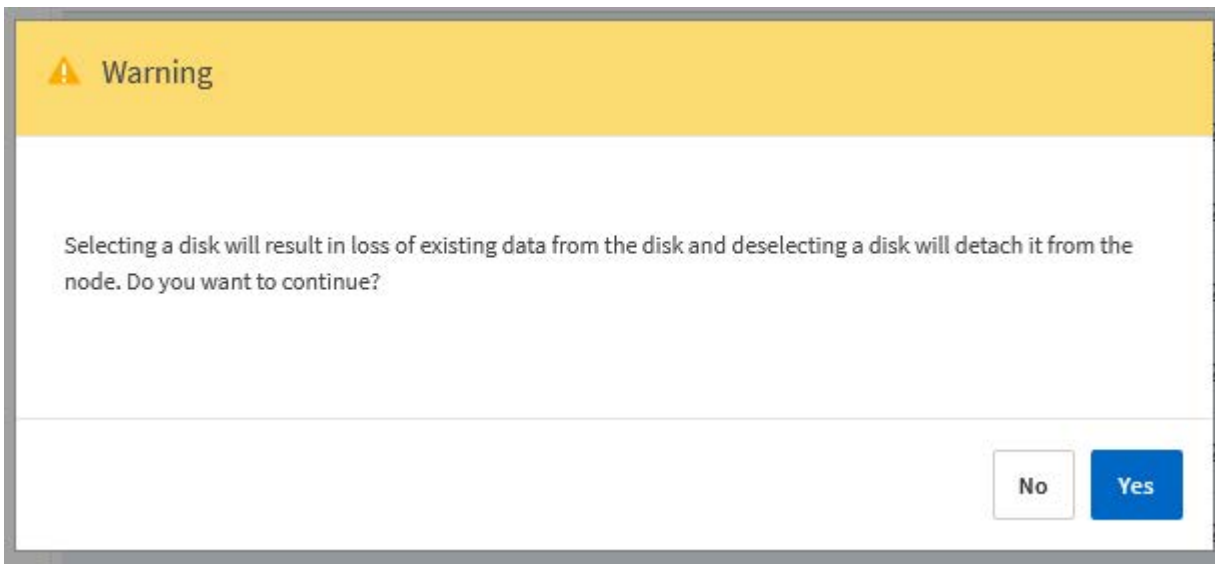 Warning
Selecting a disk will result in loss of existing data from the disk and deselecting a disk will detach it from the
node. Do you want to continue?
No
Yes